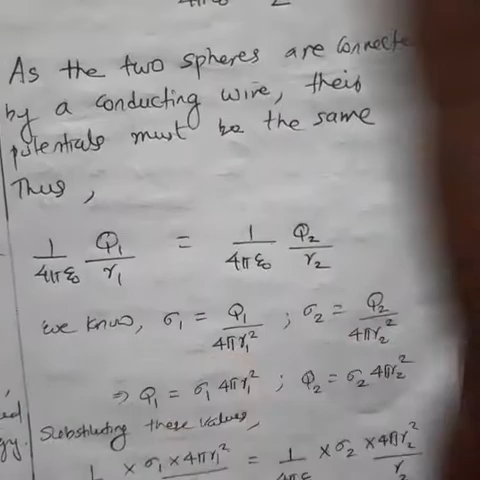 As the two spheres are connecte
by a conducting wire, their
potentials must be the same
Thus,
1/4πε₀ Q₁/r₁ = 1/4πε₀ Q₂/r₂
we know, σ₁ = Q₁/4πr₁² ; σ₂ = Q₂/4πr₂²
⇒ Q₁ = σ₁ 4πr₁² ; Q₂ = σ₂ 4πr₂²
Substituting these values,
1 × σ₁ × 4πr₁² = 1/4πε × σ₂ × 4πr₂²/r₂